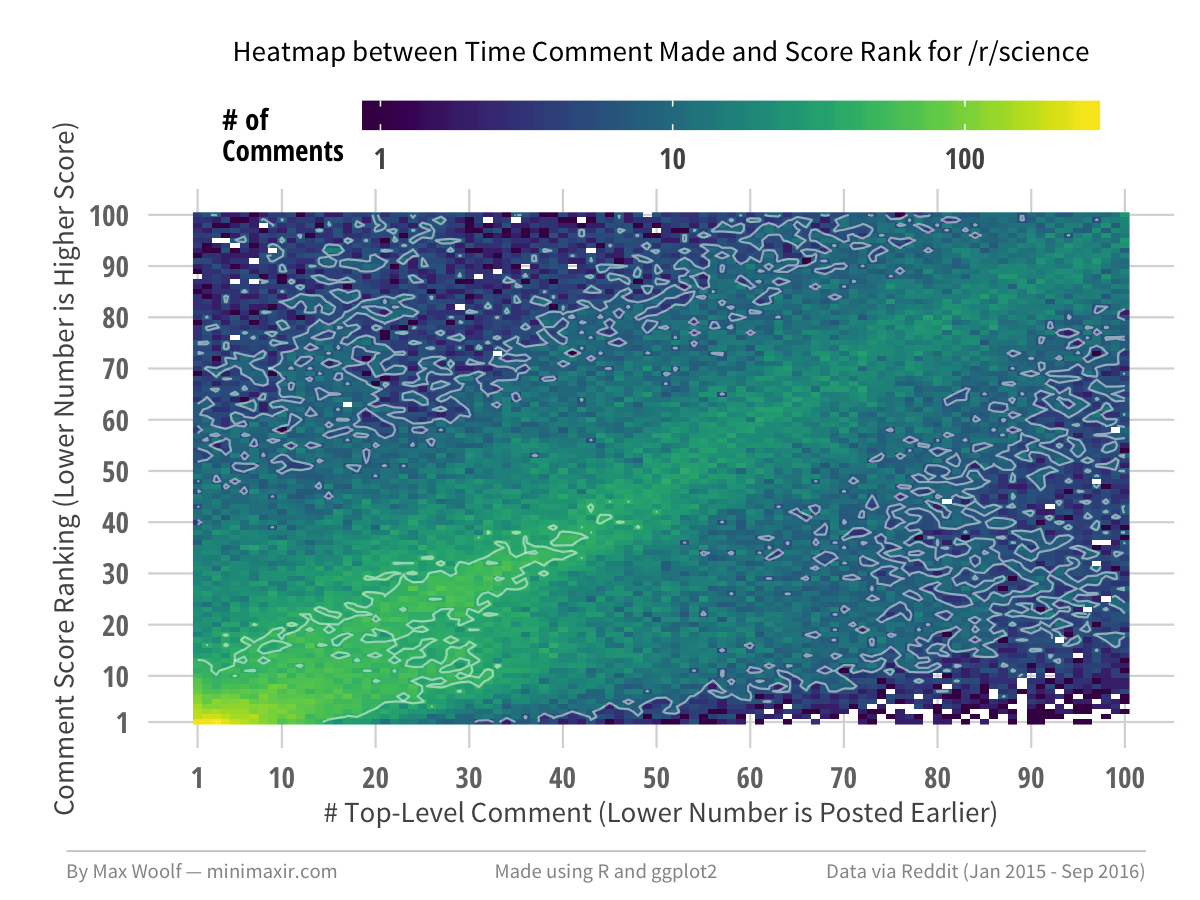 Heatmap between Time Comment Made and Score Rank for /r/science
# of
Comments
1 10 100
Comment Score Ranking (Lower Number is Higher Score)
100
90
80
70
60
50
40
30
20
10
1
1 10 20 30 40 50 60 70 80 90 100
# Top-Level Comment (Lower Number is Posted Earlier)
By Max Woolf — minimaxir.com Made using R and ggplot2 Data via Reddit (Jan 2015 - Sep 2016)